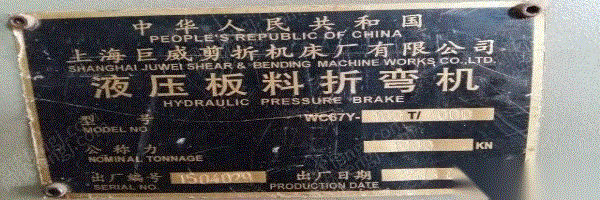 中华人民共和国
PEOPLE'S REPUBLIC OF CHINA
上海巨威剪折机床厂有限公司
SHANGHAI JUWEI SHEAR & BENDING MACHINE WORKS CO.,LTD.
液压板料折弯机
HYDRAULIC PRESSURE BRAKE
型号 WC67Y- T/
MODEL NO
公称力 KN
NOMINAL TONNAGE
出厂编号 1504029 出厂日期
SERIAL NO. PRODUCTION DATE